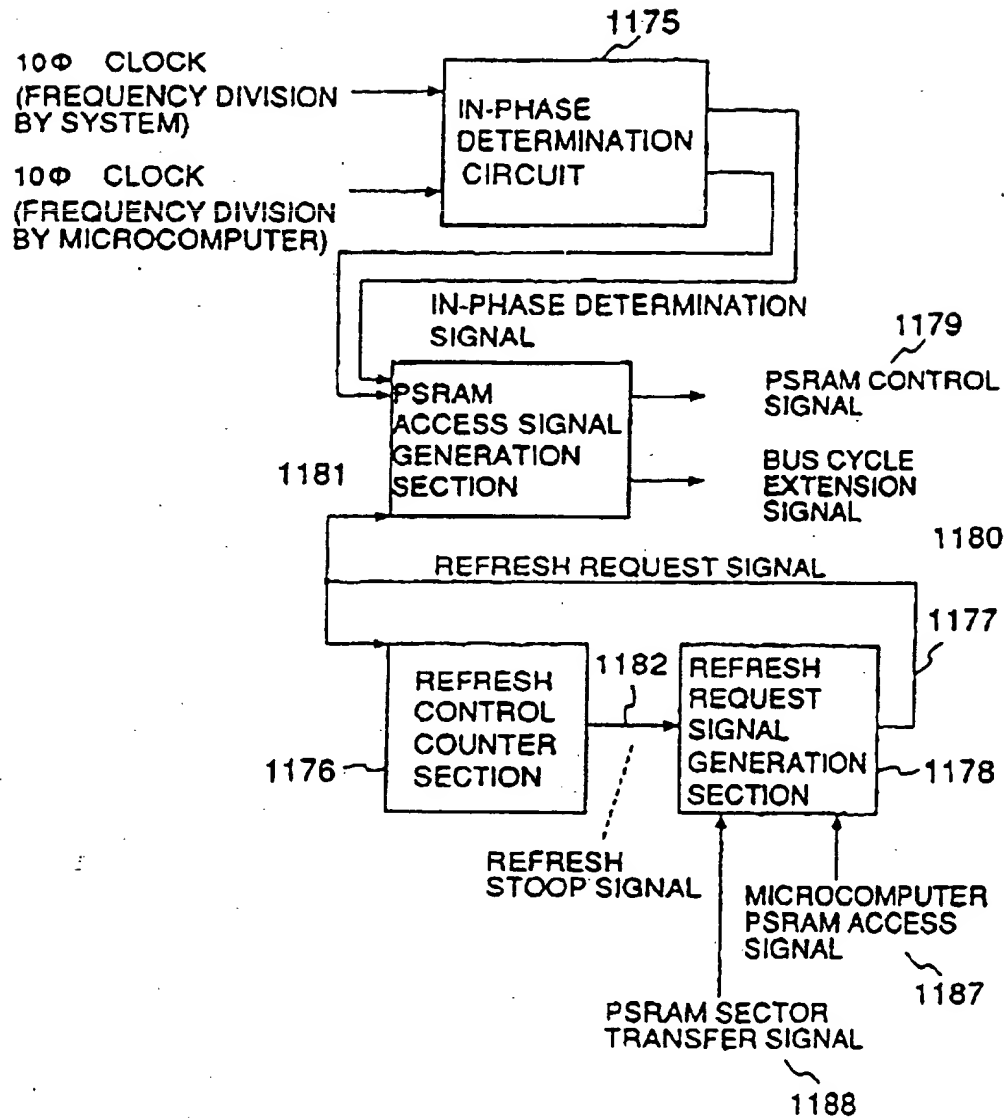 1175
10Φ CLOCK
(FREQUENCY DIVISION
BY SYSTEM)
10Φ CLOCK
(FREQUENCY DIVISION
BY MICROCOMPUTER)
IN-PHASE
DETERMINATION
CIRCUIT
IN-PHASE DETERMINATION
SIGNAL
1179
PSRAM CONTROL
SIGNAL
PSRAM
ACCESS SIGNAL
GENERATION
SECTION
1181
BUS CYCLE
EXTENSION
SIGNAL
1180
REFRESH REQUEST SIGNAL
1177
REFRESH
CONTROL
COUNTER
SECTION
1176
1182
REFRESH
REQUEST
SIGNAL
GENERATION
SECTION
1178
REFRESH
STOOP SIGNAL
MICROCOMPUTER
PSRAM ACCESS
SIGNAL
1187
PSRAM SECTOR
TRANSFER SIGNAL
1188